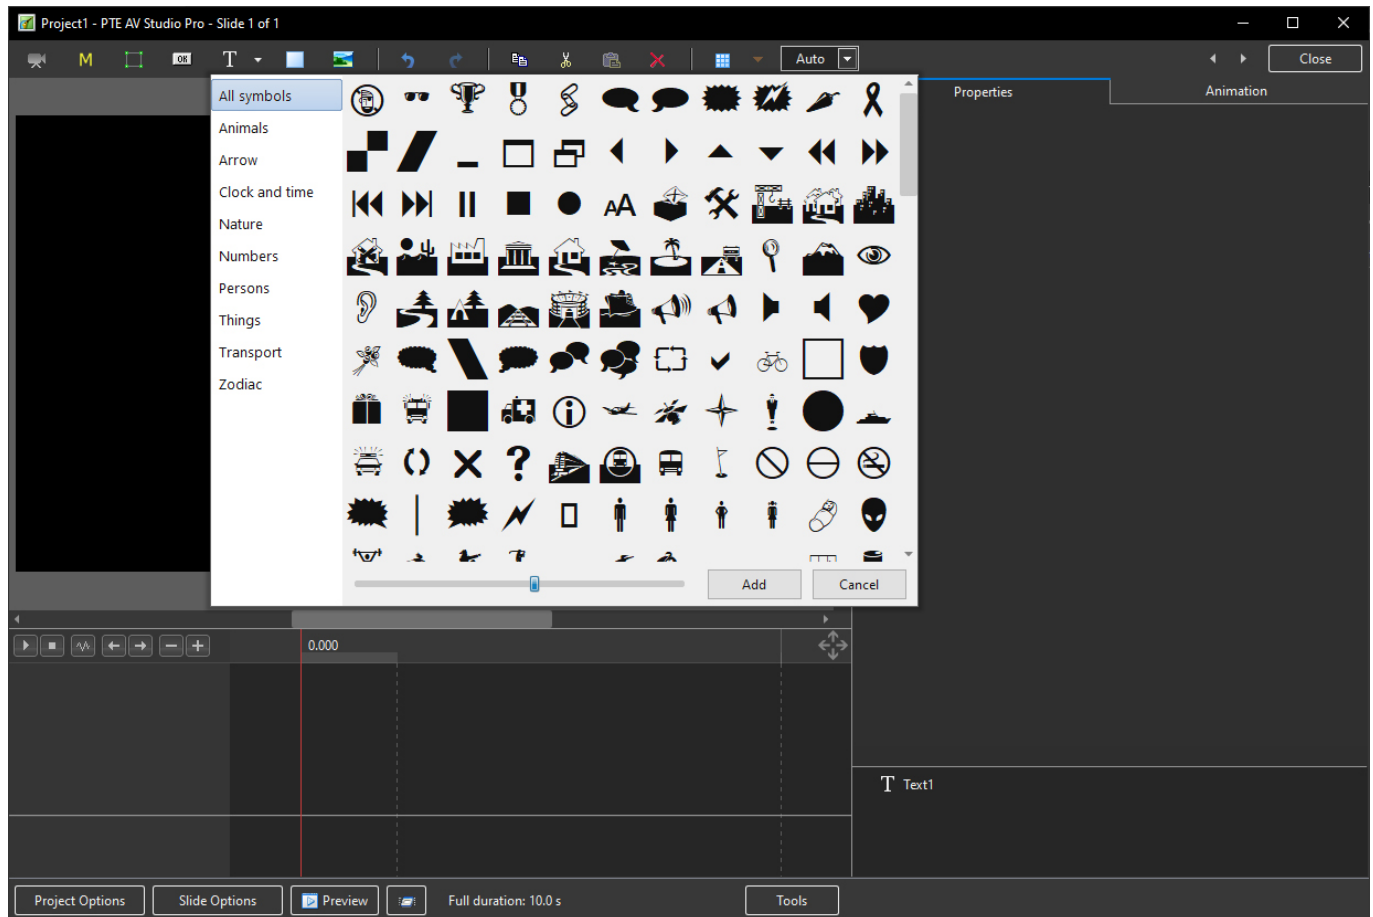 Project1 - PTE AV Studio Pro - Slide 1 of 1
M
OK
T
Auto
Close
All symbols
Animals
Arrow
Clock and time
Nature
Numbers
Persons
Things
Transport
Zodiac
AA
?
Add
Cancel
Properties
Animation
0.000
T Text1
Project Options
Slide Options
Preview
Full duration: 10.0 s
Tools